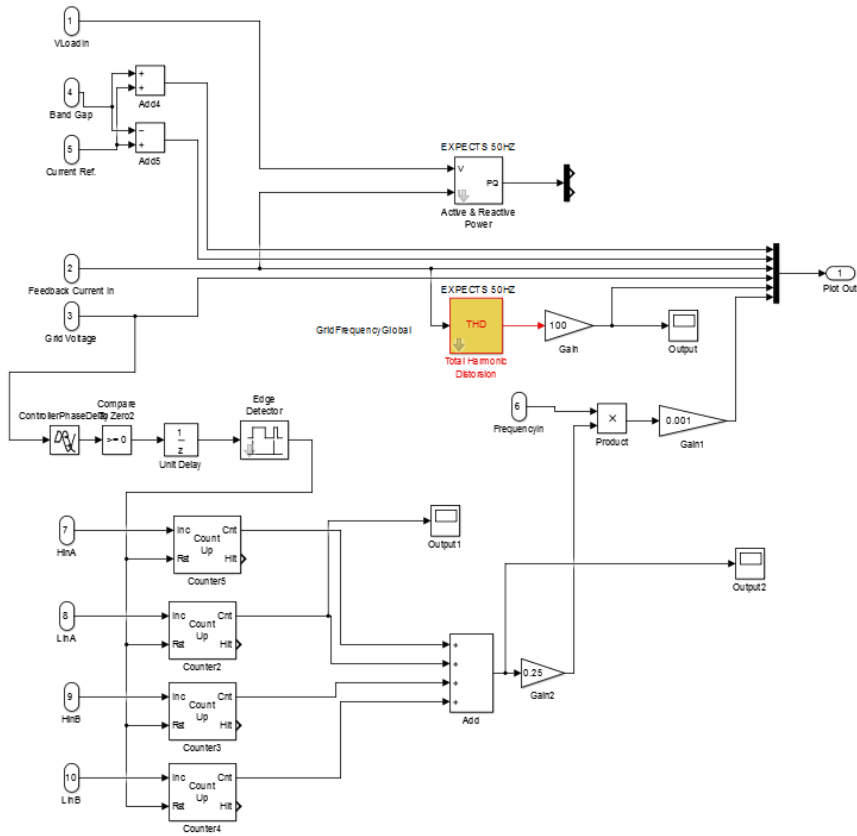 1
VLoadIn
4
Band Gap
+
+
Add4
5
Current Ref.
−
+
Add5
EXPECTS 50HZ
V
PQ
Active & Reactive
Power
2
Feedback Current In
3
Grid Voltage
1
Plot Out
EXPECTS 50HZ
GridFrequencyGlobal
THD
Total Harmonic
Distorsion
100
Gain
Output
ControllerPhaseDelay
Compare
To Zero2
>= 0
1
z
Unit Delay
Edge
Detector
6
FrequencyIn
×
Product
0.001
Gain1
7
HInA
Inc
Cnt
Count
Up
Rst
Hit
Counter5
Output1
Output2
8
LInA
Inc
Cnt
Count
Up
Rst
Hit
Counter2
9
HInB
Inc
Cnt
Count
Up
Rst
Hit
Counter3
+
+
+
+
Add
0.25
Gain2
10
LInB
Inc
Cnt
Count
Up
Rst
Hit
Counter4